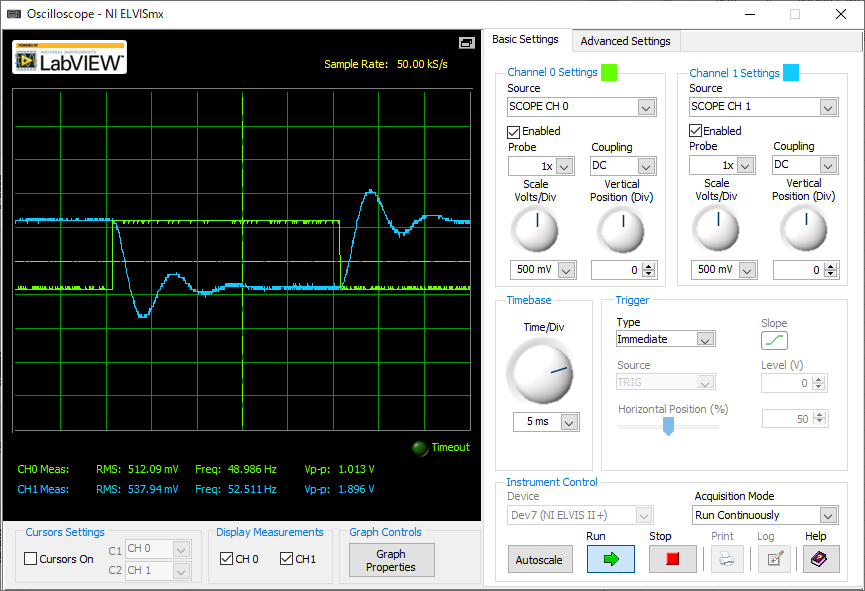 Oscilloscope - NI ELVISmx
POWERED BY
NATIONAL INSTRUMENTS
LabVIEW™
Sample Rate: 50.00 kS/s
Timeout
CH0 Meas: RMS: 512.09 mV Freq: 48.986 Hz Vp-p: 1.013 V
CH1 Meas: RMS: 537.94 mV Freq: 52.511 Hz Vp-p: 1.896 V
Cursors Settings
Cursors On
C1 CH 0
C2 CH 1
Display Measurements
CH 0 CH1
Graph Controls
Graph
Properties
Basic Settings Advanced Settings
Channel 0 Settings
Source
SCOPE CH 0
Enabled
Probe Coupling
1x DC
Scale Vertical
Volts/Div Position (Div)
500 mV 0
Channel 1 Settings
Source
SCOPE CH 1
Enabled
Probe Coupling
1x DC
Scale Vertical
Volts/Div Position (Div)
500 mV 0
Timebase
Time/Div
5 ms
Trigger
Type
Immediate
Slope
Source
TRIG
Level (V)
0
Horizontal Position (%)
50
Instrument Control
Device
Dev7 (NI ELVIS II+)
Acquisition Mode
Run Continuously
Run Stop Print Log Help
Autoscale